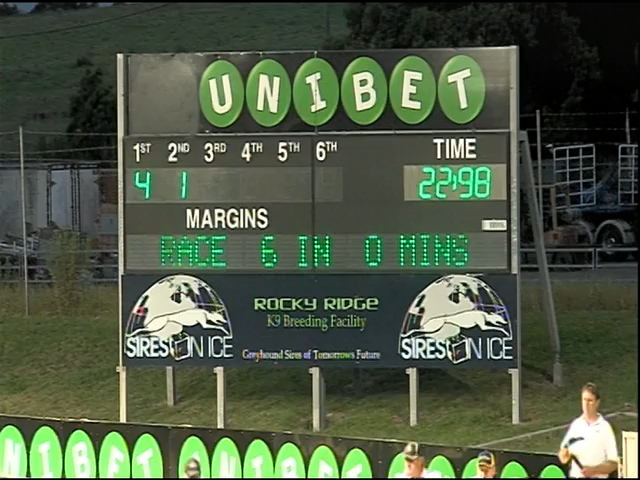 UNIBET
1ST 2ND 3RD 4TH 5TH 6TH TIME
4 1 22:98
MARGINS
RACE 6 IN 0 MINS
ROCKY RIDGE
K9 Breeding Facility
SIRES ON ICE
Greyhound Sires of Tomorrows Future
SIRES ON ICE
NIBET UNIBET